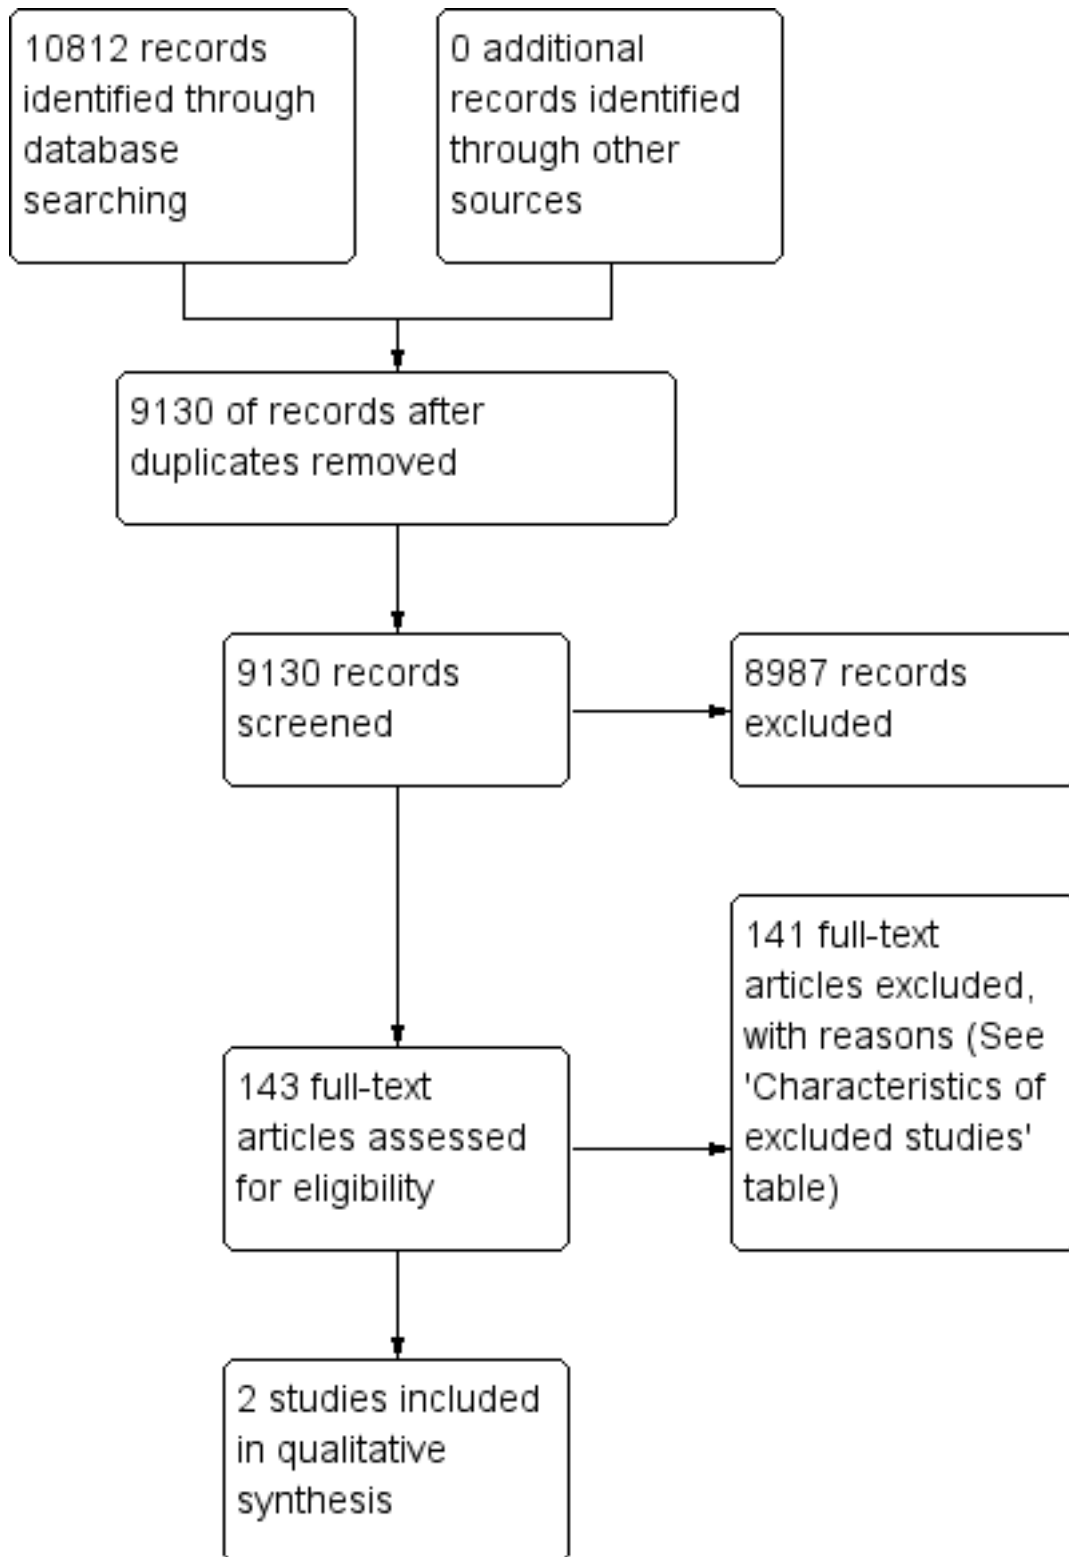 10812 records
identified through
database
searching
0 additional
records identified
through other
sources
9130 of records after
duplicates removed
9130 records
screened
8987 records
excluded
143 full-text
articles assessed
for eligibility
141 full-text
articles excluded,
with reasons (See
'Characteristics of
excluded studies'
table)
2 studies included
in qualitative
synthesis